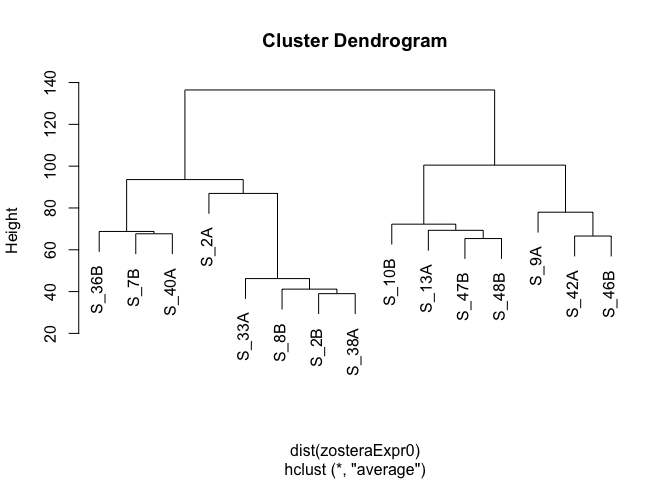 Cluster Dendrogram
Height
140
120
100
80
60
40
20
S_36B
S_7B
S_40A
S_2A
S_33A
S_8B
S_2B
S_38A
S_10B
S_13A
S_47B
S_48B
S_9A
S_42A
S_46B
dist(zosteraExpr0)
hclust (*, "average")